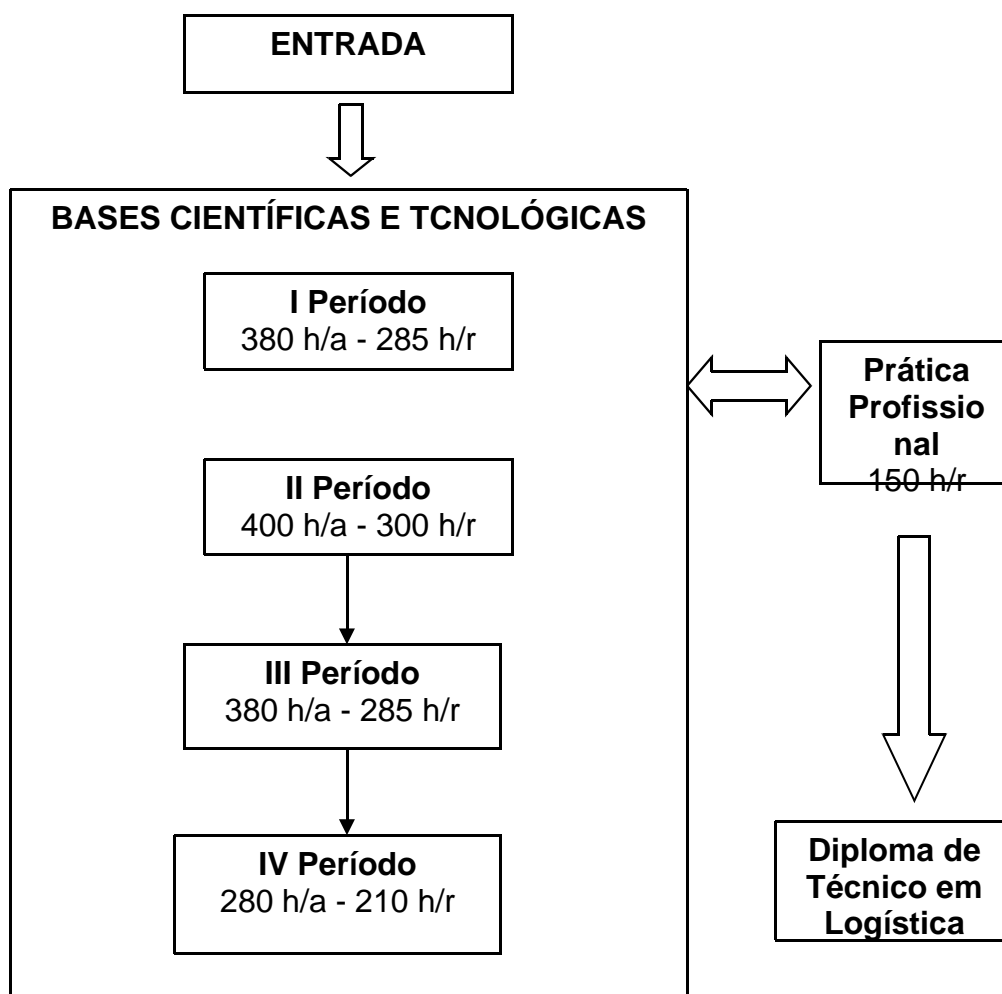 ENTRADA
BASES CIENTÍFICAS E TCNOLÓGICAS
I Período
380 h/a - 285 h/r
II Período
400 h/a - 300 h/r
III Período
380 h/a - 285 h/r
IV Período
280 h/a - 210 h/r
Prática
Profissio
nal
150 h/r
Diploma de
Técnico em
Logística